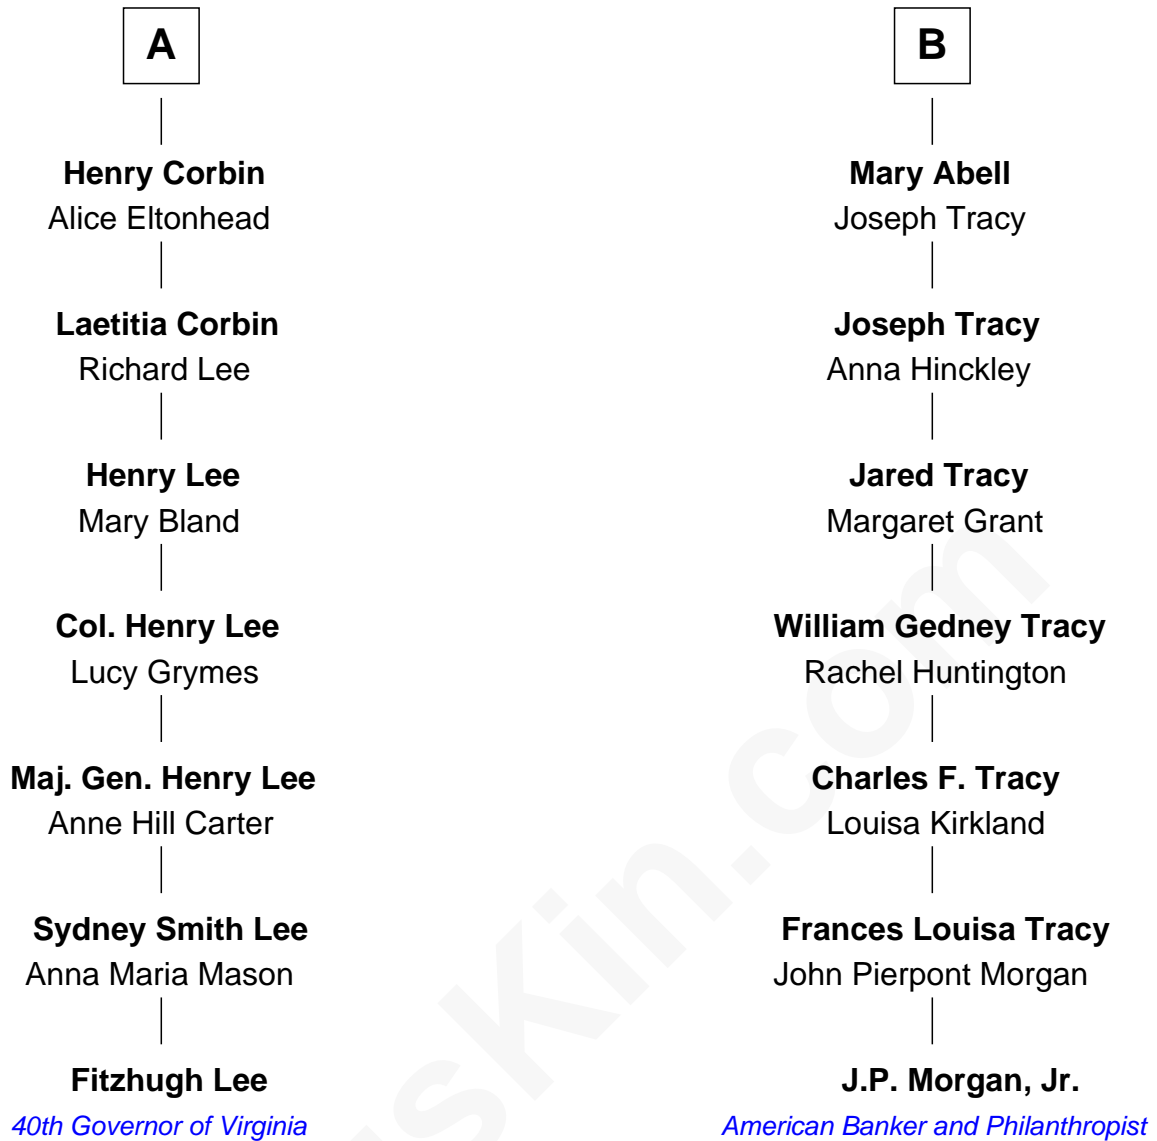 A
B
Henry Corbin
Alice Eltonhead
Mary Abell
Joseph Tracy
Laetitia Corbin
Richard Lee
Joseph Tracy
Anna Hinckley
Henry Lee
Mary Bland
Jared Tracy
Margaret Grant
Col. Henry Lee
Lucy Grymes
William Gedney Tracy
Rachel Huntington
Maj. Gen. Henry Lee
Anne Hill Carter
Charles F. Tracy
Louisa Kirkland
Sydney Smith Lee
Anna Maria Mason
Frances Louisa Tracy
John Pierpont Morgan
Fitzhugh Lee
40th Governor of Virginia
J.P. Morgan, Jr.
American Banker and Philanthropist
usKin.com